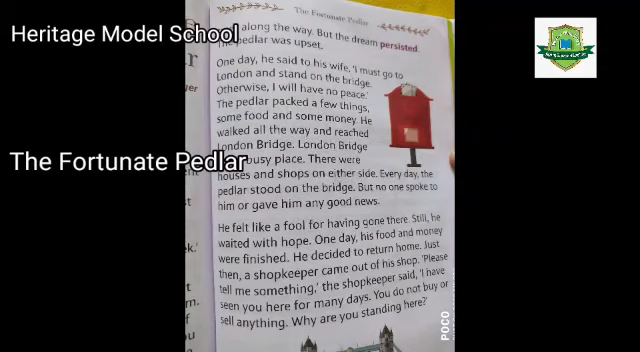 Heritage Model School
The Fortunate Pedlar
The Fortunate Pedlar
along the way. But the dream persisted.
pedlar was upset.
One day, he said to his wife, 'I must go to
London and stand on the bridge.
Otherwise, I will have no peace.'
The pedlar packed a few things,
some food and some money. He
walked all the way and reached
London Bridge. London Bridge
busy place. There were
houses and shops on either side. Every day, the
pedlar stood on the bridge. But no one spoke to
him or gave him any good news.
He felt like a fool for having gone there. Still, he
waited with hope. One day, his food and money
were finished. He decided to return home. Just
then, a shopkeeper came out of his shop. 'Please
tell me something,' the shopkeeper said, 'I have
seen you here for many days. You do not buy or
sell anything. Why are you standing here?'
POCO